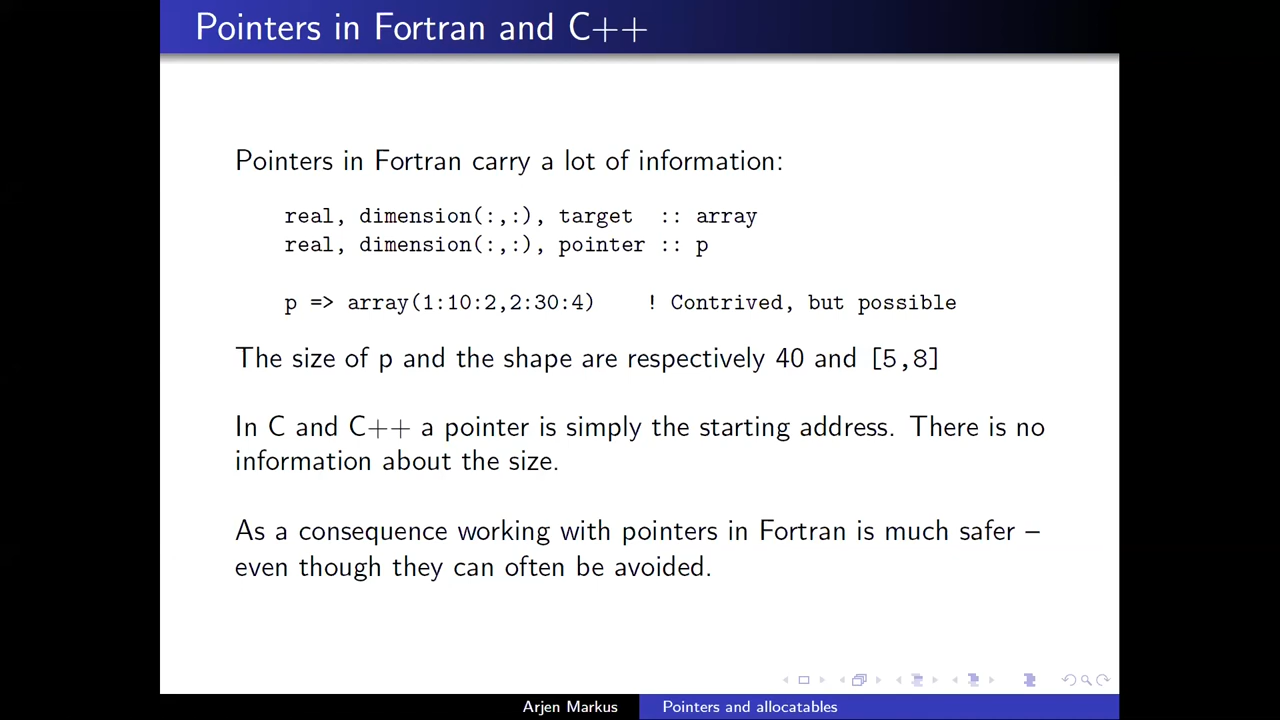 Pointers in Fortran and C++
Pointers in Fortran carry a lot of information:
real, dimension(:,:), target  :: array
real, dimension(:,:), pointer :: p
p => array(1:10:2,2:30:4)    ! Contrived, but possible
The size of p and the shape are respectively 40 and [5,8]
In C and C++ a pointer is simply the starting address. There is no
information about the size.
As a consequence working with pointers in Fortran is much safer –
even though they can often be avoided.
Arjen Markus
Pointers and allocatables